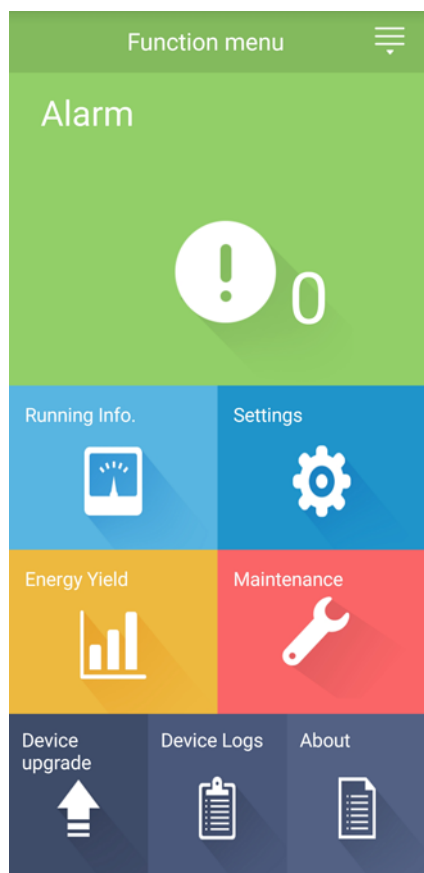 Function menu
Alarm
0
Running Info.
Settings
Energy Yield
Maintenance
Device
upgrade
Device Logs
About